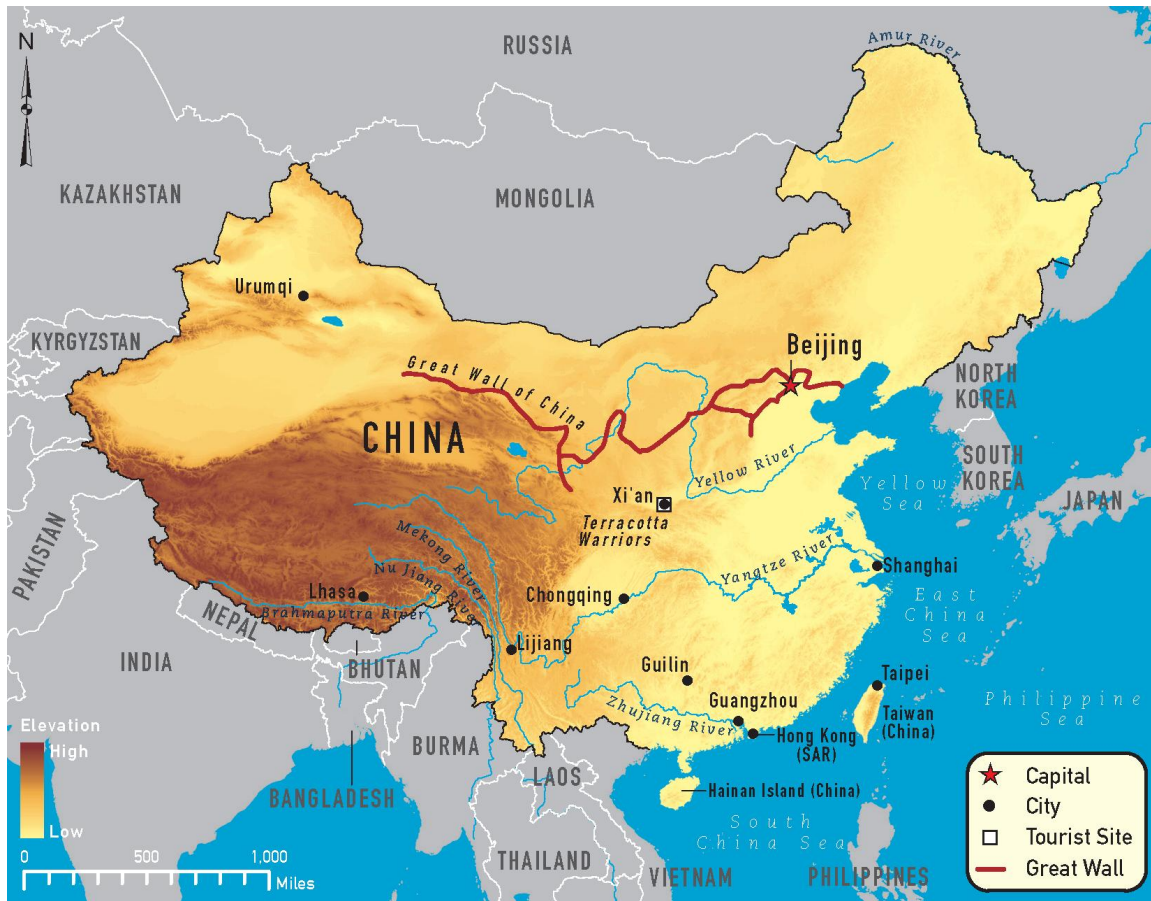 N
RUSSIA
Amur River
KAZAKHSTAN
MONGOLIA
Urumqi
KYRGYZSTAN
Beijing
Great Wall of China
NORTH
KOREA
CHINA
SOUTH
KOREA
Yellow River
Yellow
Sea
JAPAN
Xi'an
Terracotta
Warriors
PAKISTAN
Mekong River
Nu Jiang River
Yangtze River
Shanghai
Lhasa
Chongqing
Brahmaputra River
East
China
Sea
NEPAL
Lijiang
INDIA
BHUTAN
Guilin
Taipei
Zhujiang River
Guangzhou
Taiwan
(China)
Philippine
Sea
Hong Kong
(SAR)
BURMA
LAOS
Hainan Island (China)
BANGLADESH
South
China Sea
THAILAND
VIETNAM
PHILIPPINES
Elevation
High
Low
0 500 1,000
Miles
Capital
City
Tourist Site
Great Wall